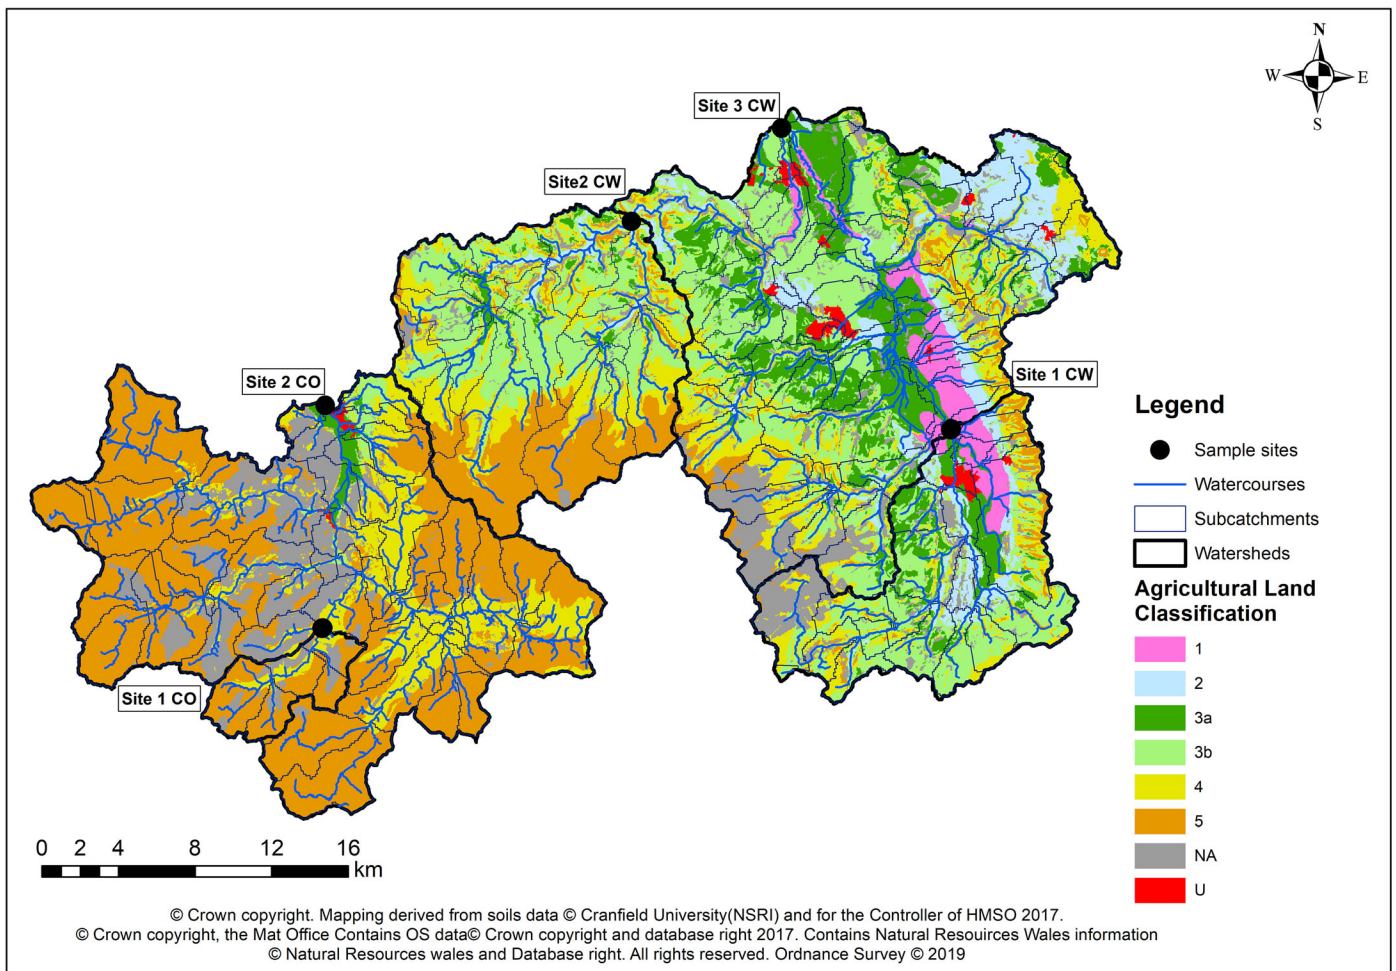 N
W
E
S
Site 3 CW
Site2 CW
Site 2 CO
Site 1 CW
Site 1 CO
Legend
Sample sites
Watercourses
Subcatchments
Watersheds
Agricultural Land
Classification
1
2
3a
3b
4
5
NA
U
0 2 4 8 12 16
km
© Crown copyright. Mapping derived from soils data © Cranfield University(NSRI) and for the Controller of HMSO 2017.
© Crown copyright, the Mat Office Contains OS data© Crown copyright and database right 2017. Contains Natural Resoiurces Wales information
© Natural Resources wales and Database right. All rights reserved. Ordnance Survey © 2019